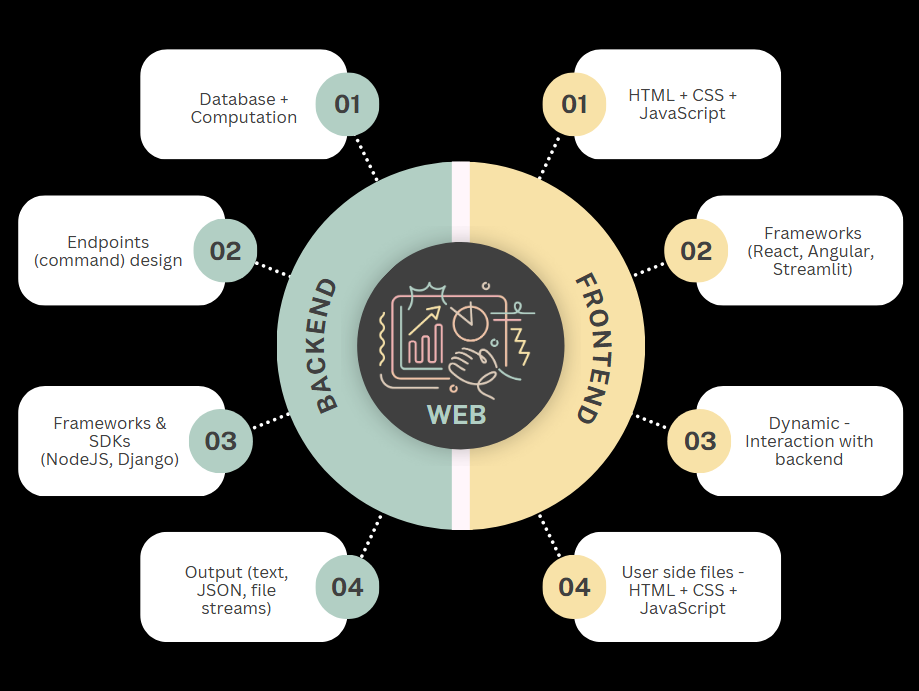 01
Database +
Computation
02
Endpoints
(command) design
03
Frameworks &
SDKs
(NodeJS, Django)
04
Output (text,
JSON, file
streams)
BACKEND
WEB
FRONTEND
01
HTML + CSS +
JavaScript
02
Frameworks
(React, Angular,
Streamlit)
03
Dynamic -
Interaction with
backend
04
User side files -
HTML + CSS +
JavaScript